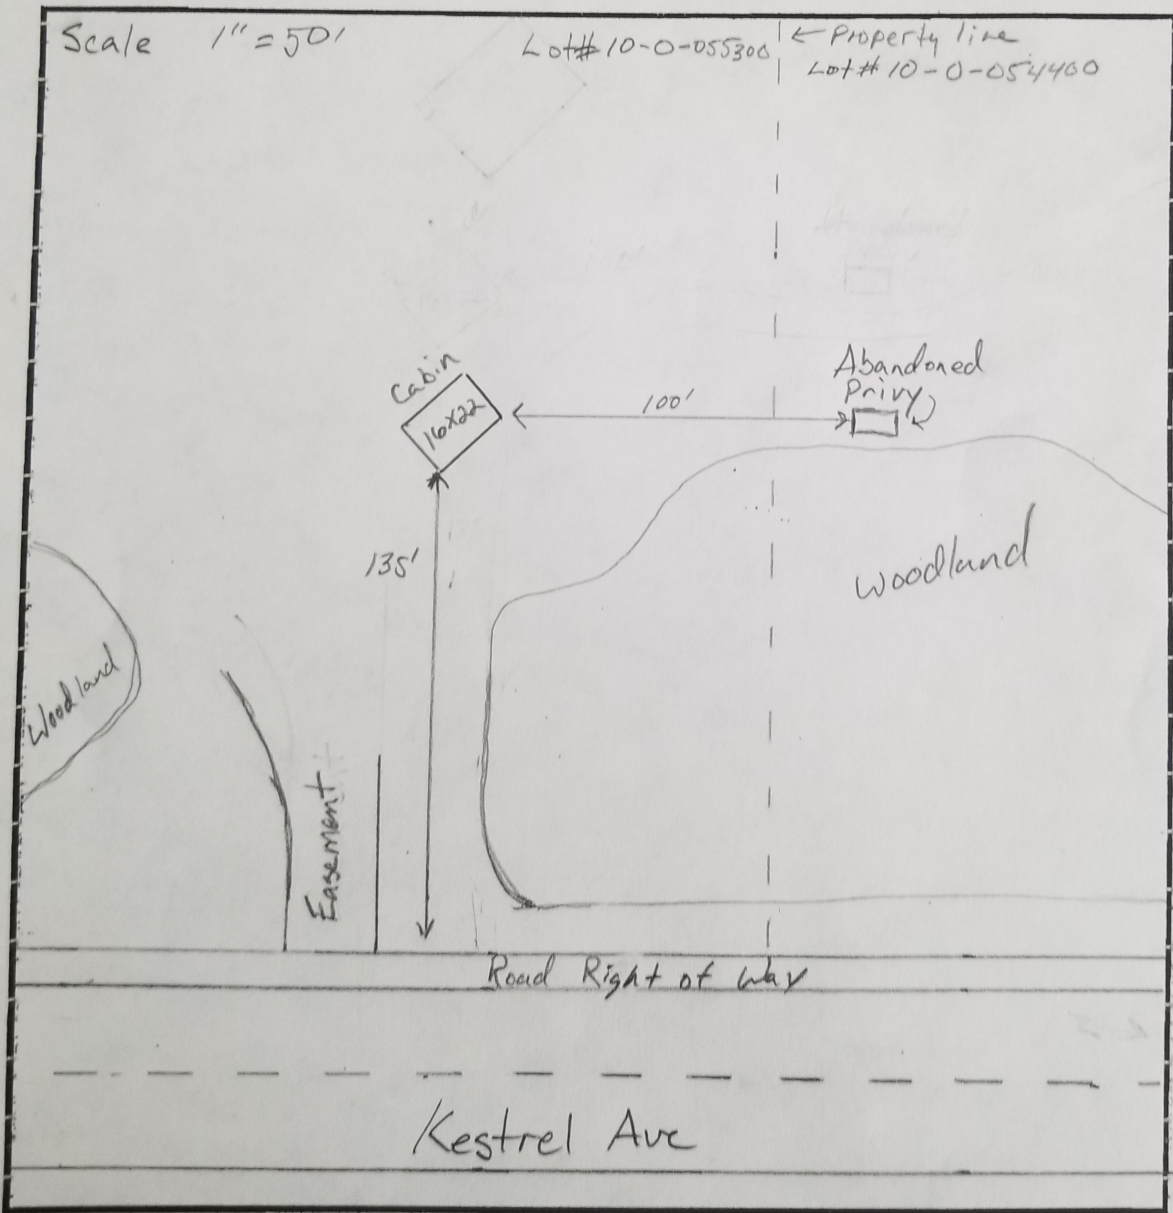 Scale 1" = 50'
Lot# 10-0-055300
← Property line
Lot# 10-0-054400
Cabin
16x22
100'
Abandoned
Privy
135'
Woodland
Woodland
Easement
Road Right of Way
Kestrel Ave